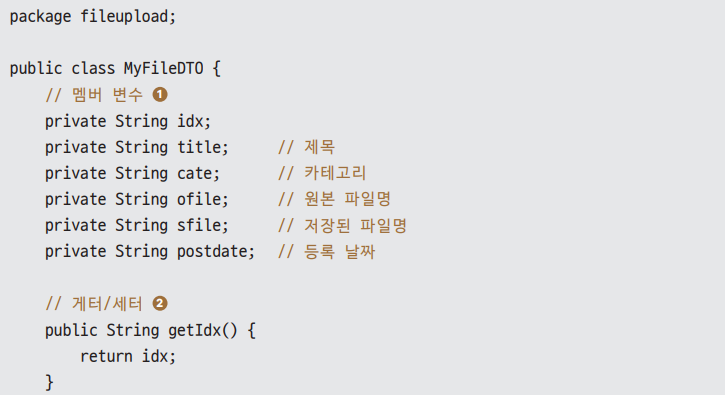 package fileupload;
public class MyFileDTO {
// 멤버 변수 ❶
private String idx;
private String title; // 제목
private String cate; // 카테고리
private String ofile; // 원본 파일명
private String sfile; // 저장된 파일명
private String postdate; // 등록 날짜
// 게터/세터 ❷
public String getIdx() {
return idx;
}